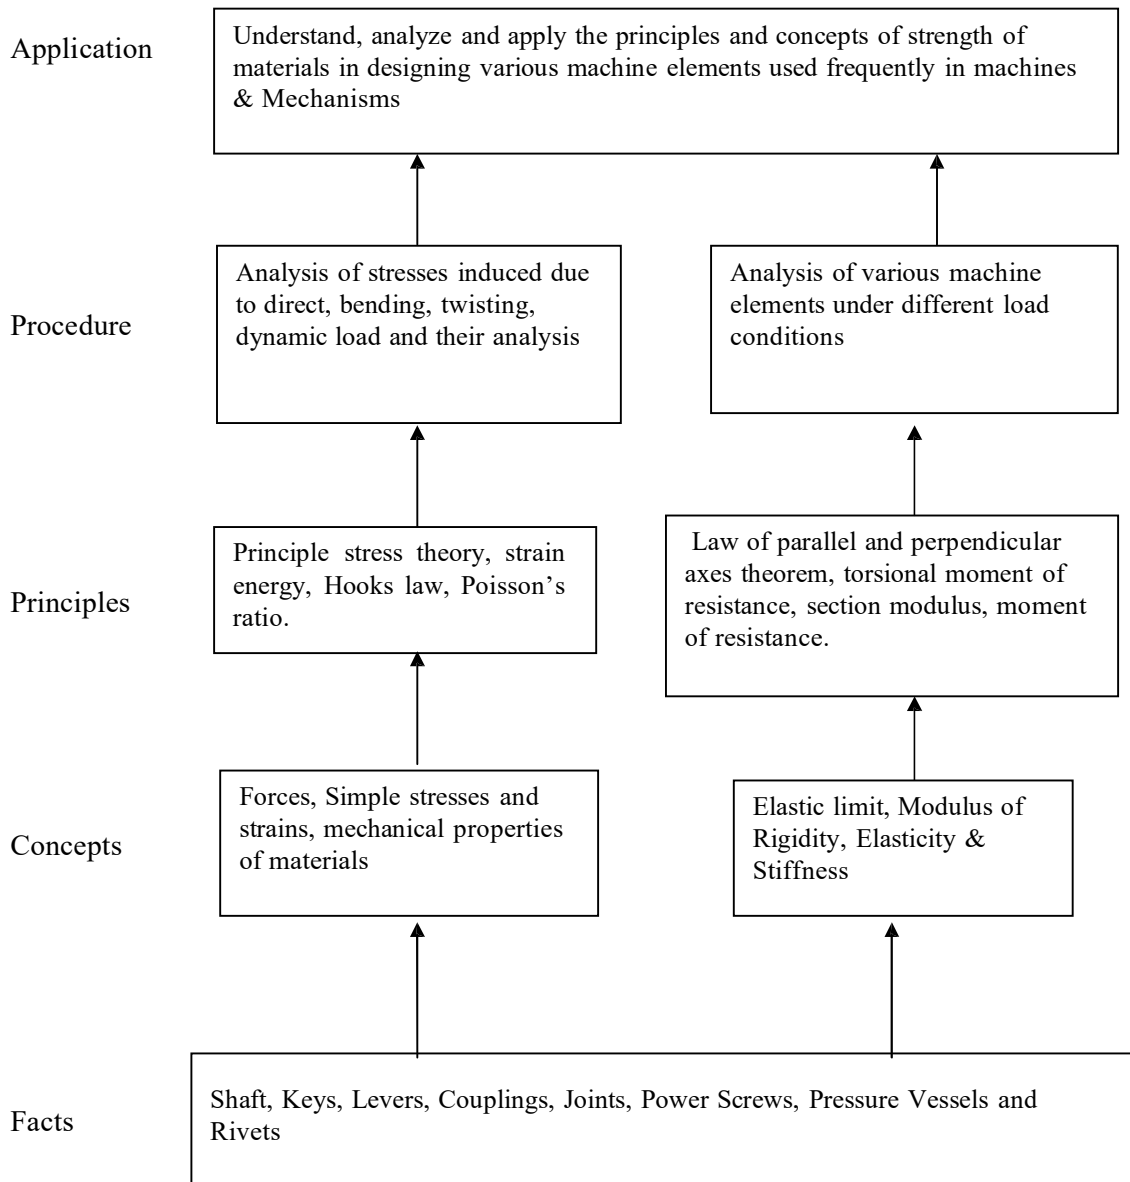 Application
Understand, analyze and apply the principles and concepts of strength of
materials in designing various machine elements used frequently in machines
& Mechanisms
Procedure
Analysis of stresses induced due
to direct, bending, twisting,
dynamic load and their analysis
Analysis of various machine
elements under different load
conditions
Principles
Principle stress theory, strain
energy, Hooks law, Poisson’s
ratio.
Law of parallel and perpendicular
axes theorem, torsional moment of
resistance, section modulus, moment
of resistance.
Concepts
Forces, Simple stresses and
strains, mechanical properties
of materials
Elastic limit, Modulus of
Rigidity, Elasticity &
Stiffness
Facts
Shaft, Keys, Levers, Couplings, Joints, Power Screws, Pressure Vessels and
Rivets